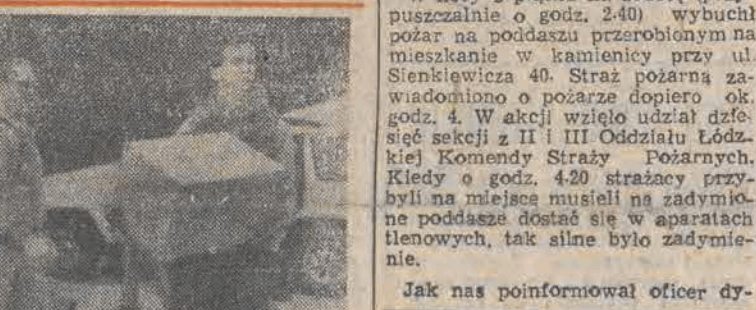 puszczalnie o godz. 2.40) wybuchł
pożar na poddaszu przerobionym na
mieszkanie w kamienicy przy ul.
Sienkiewicza 40. Straż pożarną za-
wiadomiono o pożarze dopiero ok.
godz. 4. W akcji wzięło udział dzie-
sięć sekcji z II i III Oddziału Łódz-
kiej Komendy Straży Pożarnych.
Kiedy o godz. 4.20 strażacy przy-
byli na miejsce musieli na zadymio-
ne poddasze dostać się w aparatach
tlenowych, tak silne było zadymie-
nie.
Jak nas poinformował oficer dy-